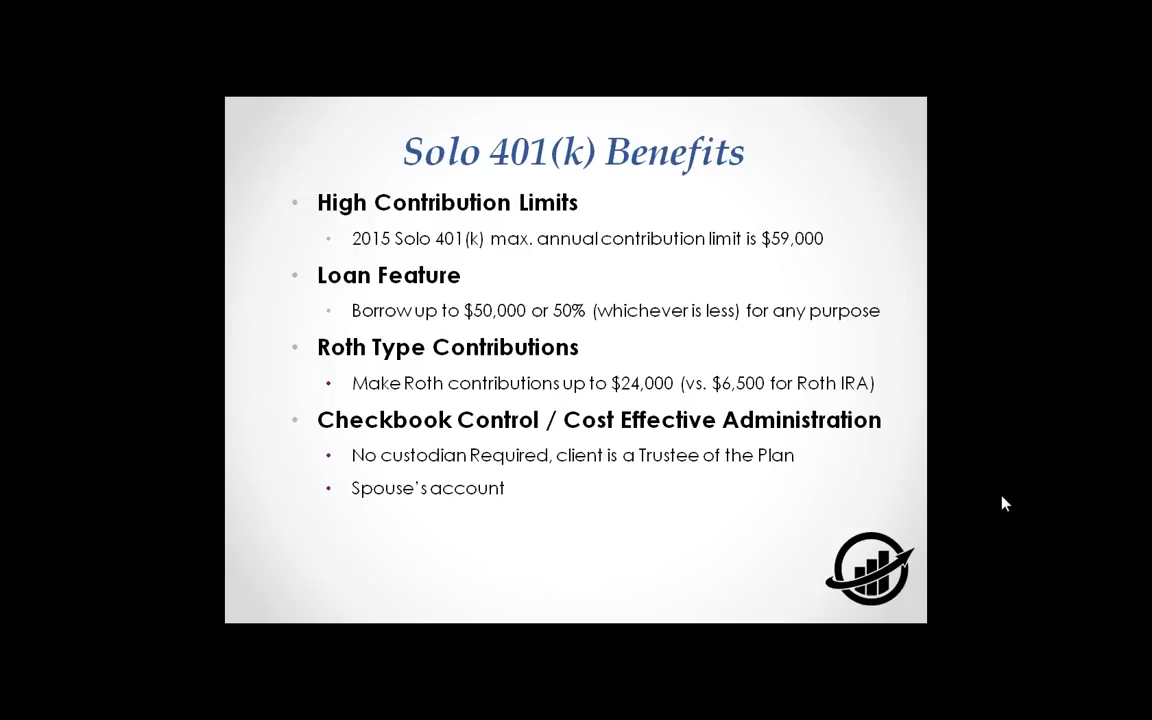 Solo 401(k) Benefits
• High Contribution Limits
• 2015 Solo 401(k) max. annual contribution limit is $59,000
• Loan Feature
• Borrow up to $50,000 or 50% (whichever is less) for any purpose
• Roth Type Contributions
• Make Roth contributions up to $24,000 (vs. $6,500 for Roth IRA)
• Checkbook Control / Cost Effective Administration
• No custodian Required, client is a Trustee of the Plan
• Spouse's account